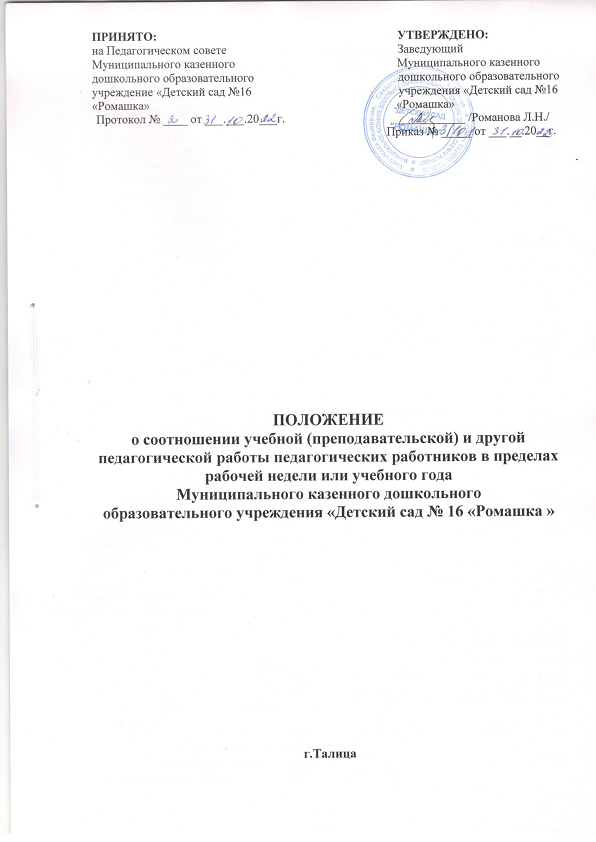 ПРИНЯТО:
на Педагогическом совете
Муниципального казенного
дошкольного образовательного
учреждение «Детский сад №16
«Ромашка»
Протокол № 2 от 31.10.2022г.
УТВЕРЖДЕНО:
Заведующий
Муниципального казенного
дошкольного образовательного
учреждения «Детский сад №16
«Ромашка»
/Романова Л.Н./
Приказ № от 31.10.2022г.
ПОЛОЖЕНИЕ
о соотношении учебной (преподавательской) и другой
педагогической работы педагогических работников в пределах
рабочей недели или учебного года
Муниципального казенного дошкольного
образовательного учреждения «Детский сад № 16 «Ромашка »
г.Талица